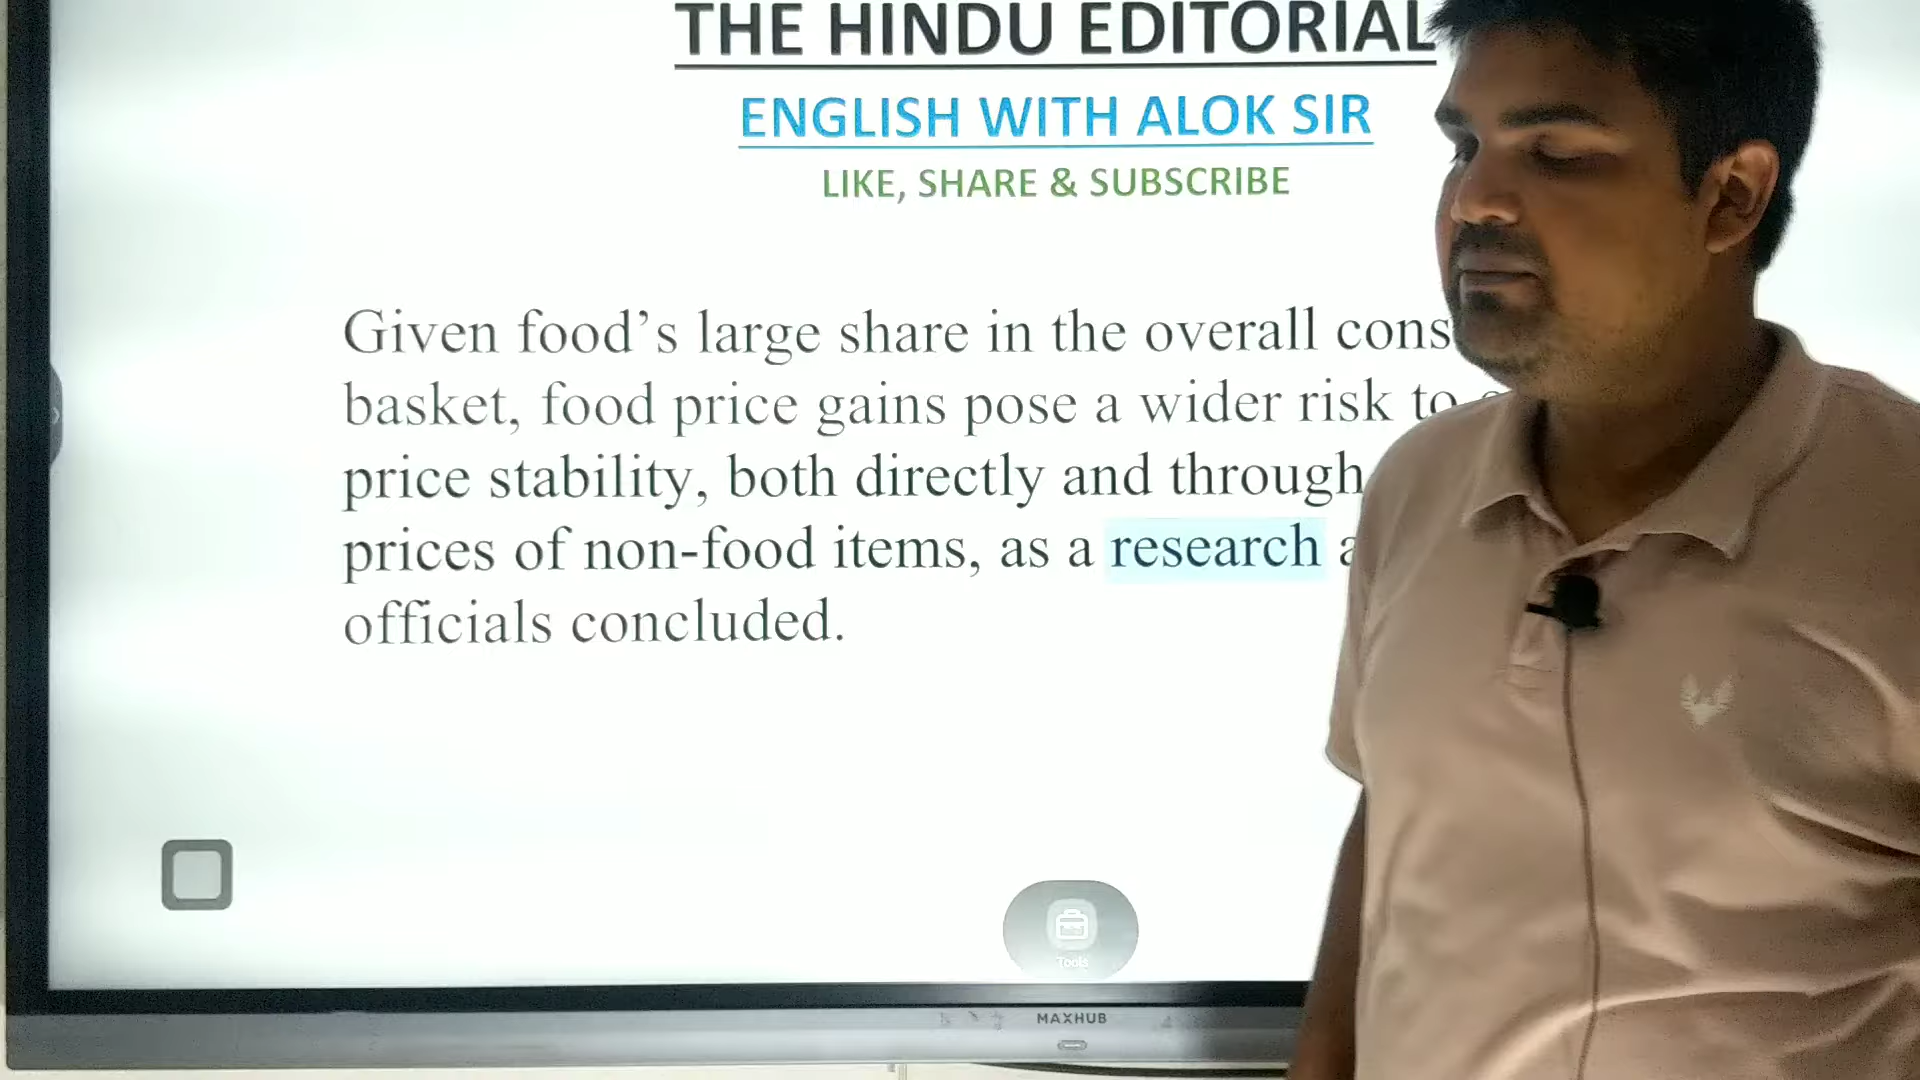 THE HINDU EDITORIAL
ENGLISH WITH ALOK SIR
LIKE, SHARE & SUBSCRIBE
Given food’s large share in the overall
basket, food price gains pose a wider risk to
price stability, both directly and through
prices of non-food items, as a research
officials concluded.
Tools
MAXHUB